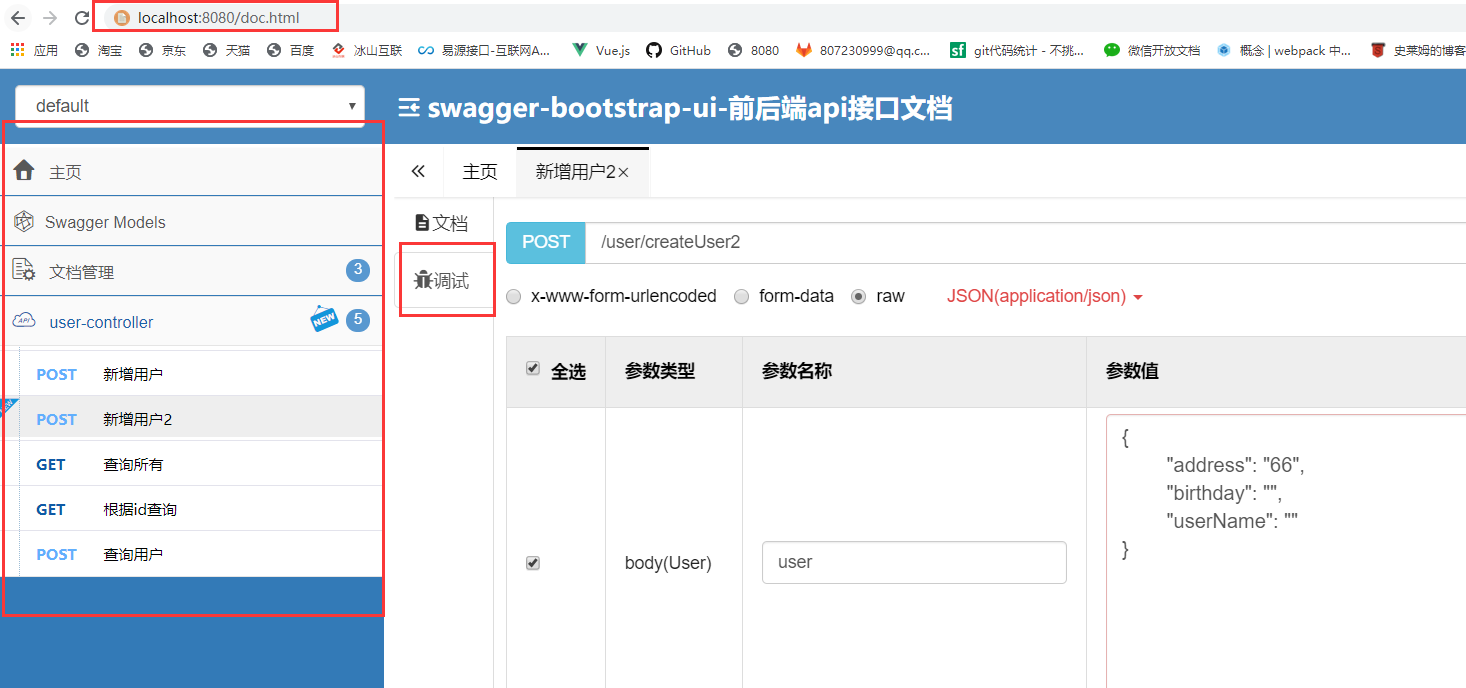 localhost:8080/doc.html
应用 淘宝 京东 天猫 百度 冰山互联 易源接口-互联网A... Vue.js GitHub 8080 807230999@qq.c... git代码统计 - 不挑... 微信开放文档 概念 | webpack 中... 史莱姆的博客
default
swagger-bootstrap-ui-前后端api接口文档
主页
Swagger Models
文档管理 3
user-controller NEW 5
POST 新增用户
POST 新增用户2
GET 查询所有
GET 根据id查询
POST 查询用户
主页 新增用户2×
文档
调试
POST /user/createUser2
x-www-form-urlencoded form-data raw JSON(application/json)
全选 参数类型 参数名称 参数值
body(User) user
{
"address": "66",
"birthday": "",
"userName": ""
}